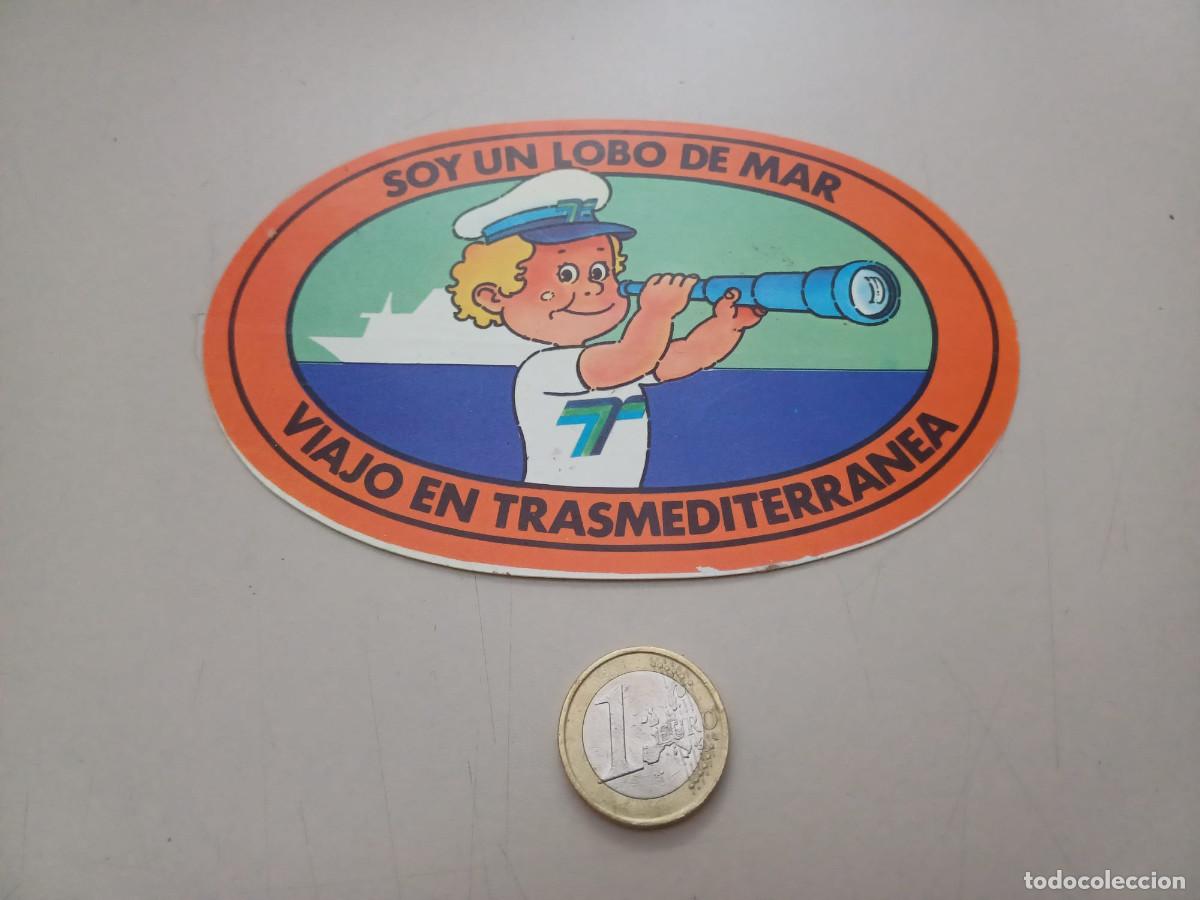 SOY UN LOBO DE MAR
VIAJO EN TRASMEDITERRANEA
1 EURO
todocoleccion